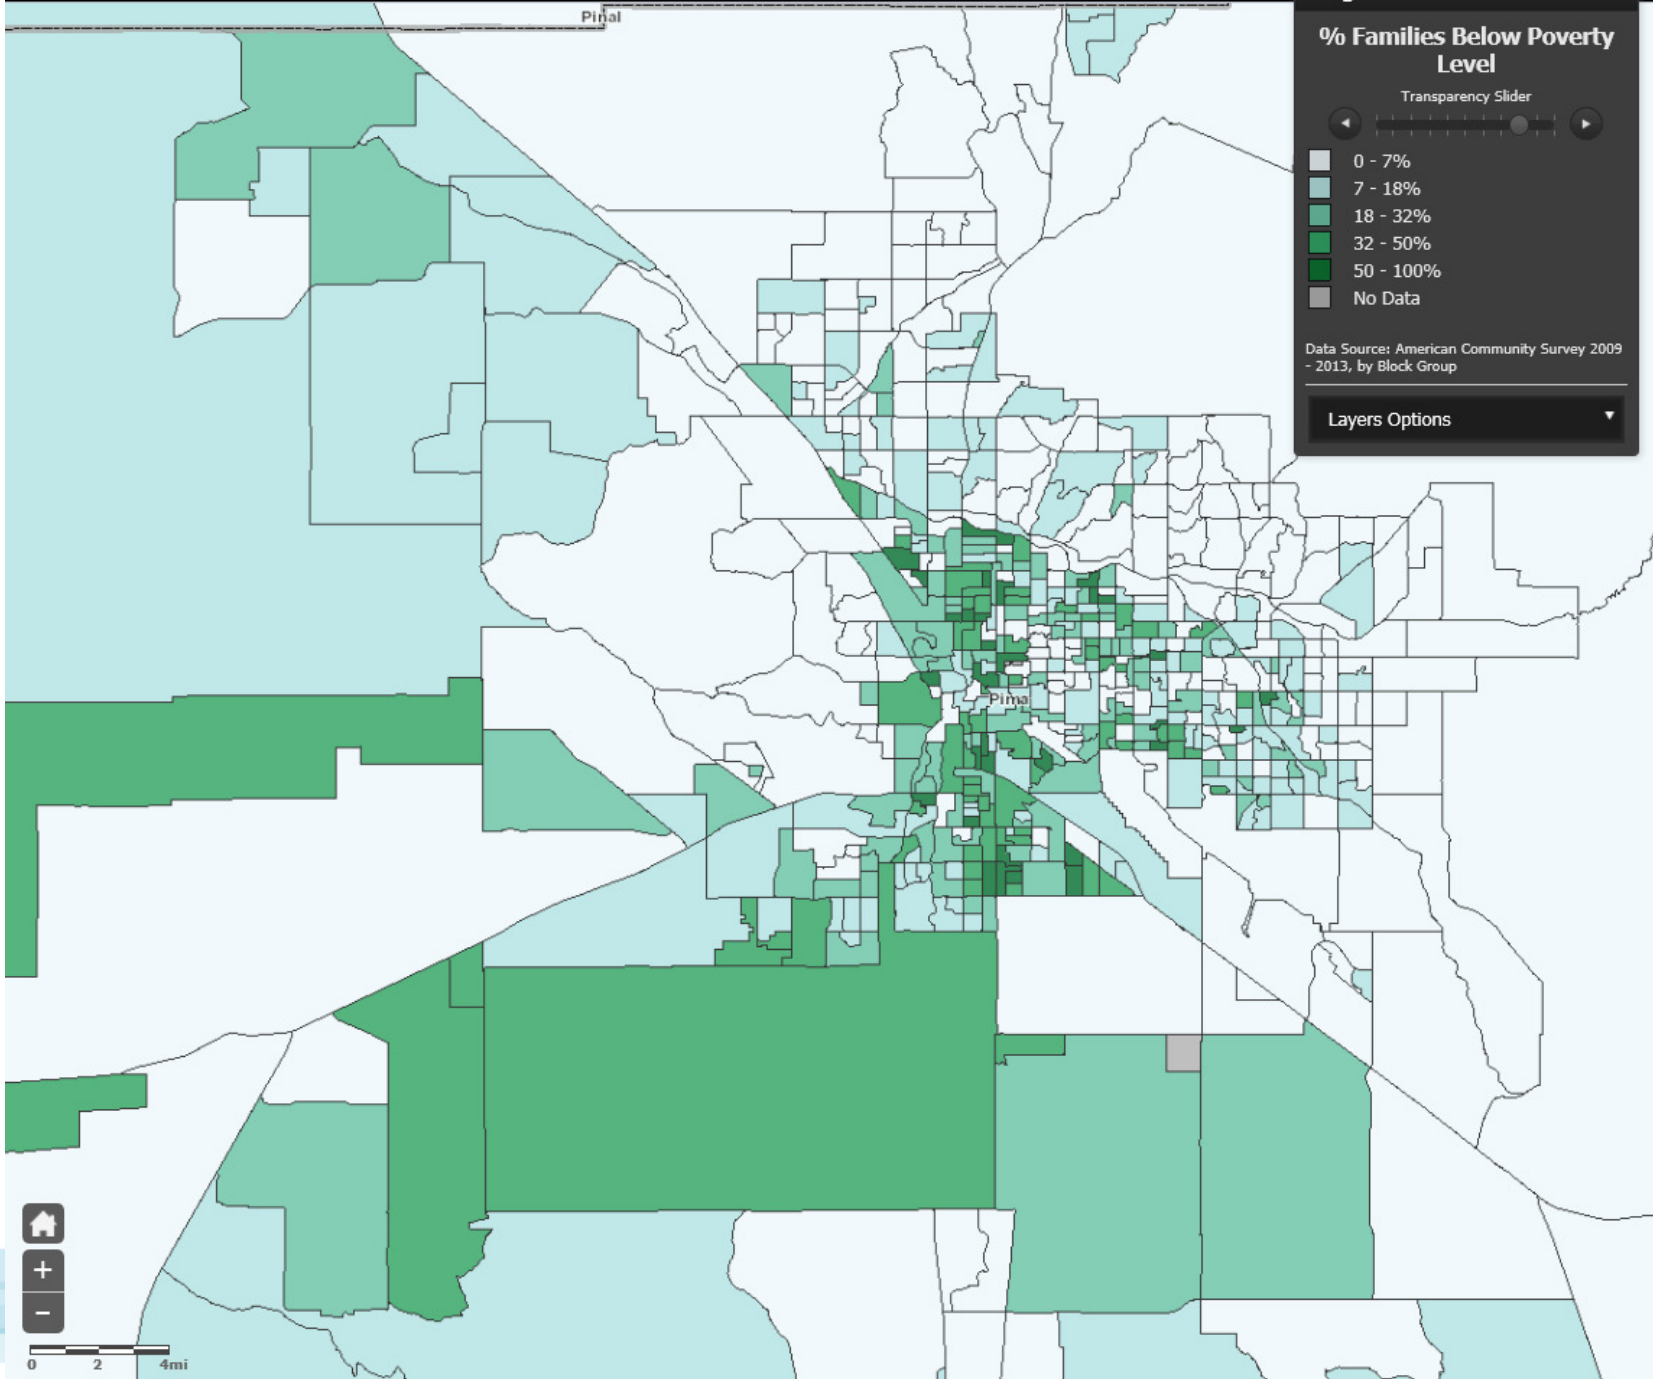 Pinal
% Families Below Poverty
Level
Transparency Slider
0 - 7%
7 - 18%
18 - 32%
32 - 50%
50 - 100%
No Data
Data Source: American Community Survey 2009
- 2013, by Block Group
Layers Options
Pima
+
−
0 2 4mi